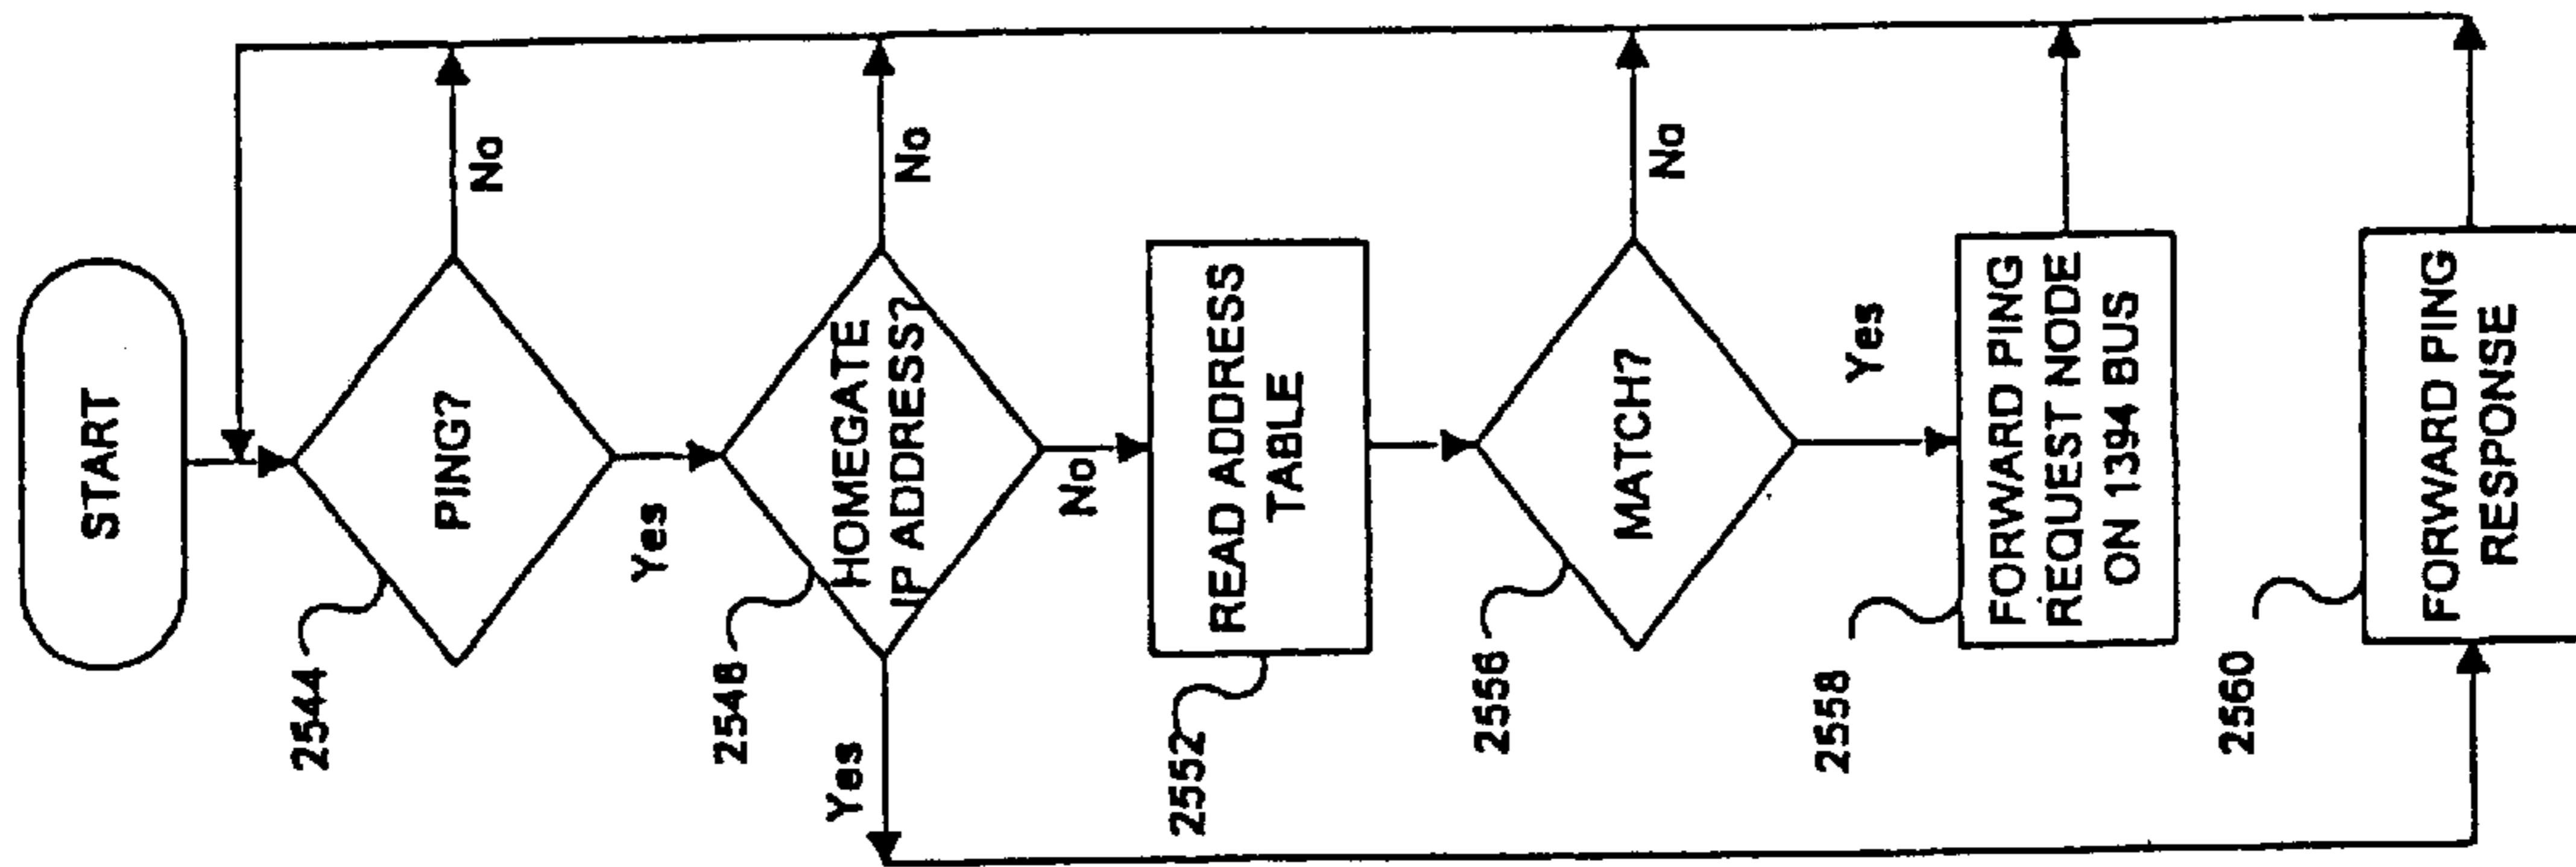 START
2544
PING?
No
Yes
2548
HOMEGATE
IP ADDRESS?
No
Yes
No
2552
READ ADDRESS
TABLE
2556
MATCH?
No
Yes
2558
FORWARD PING
REQUEST NODE
ON 1394 BUS
2560
FORWARD PING
RESPONSE